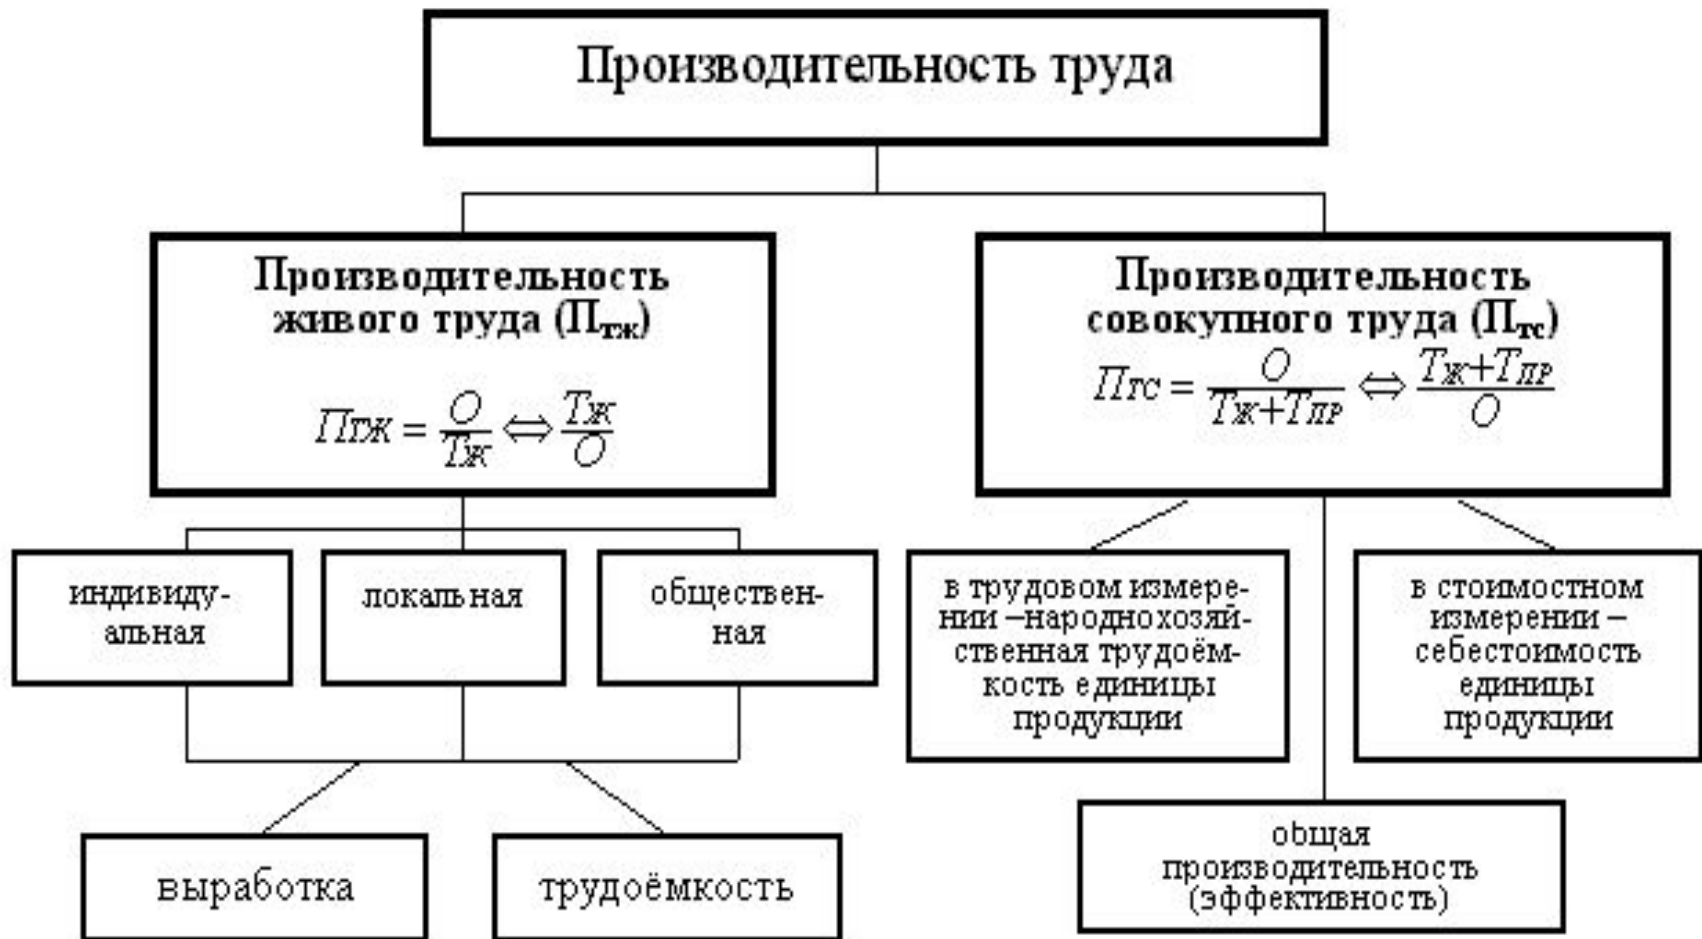 Производительность труда
Производительность
живого труда (Птж)
Птж = О/Тж ⇔ Тж/О
Производительность
совокупного труда (Птс)
Птс = О/(Тж+Тпр) ⇔ (Тж+Тпр)/О
индивиду-
альная
локальная
обществен-
ная
в трудовом измере-
нии –народнохозяй-
ственная трудоём-
кость единицы
продукции
в стоимостном
измерении –
себестоимость
единицы
продукции
выработка
трудоёмкость
общая
производительность
(эффективность)